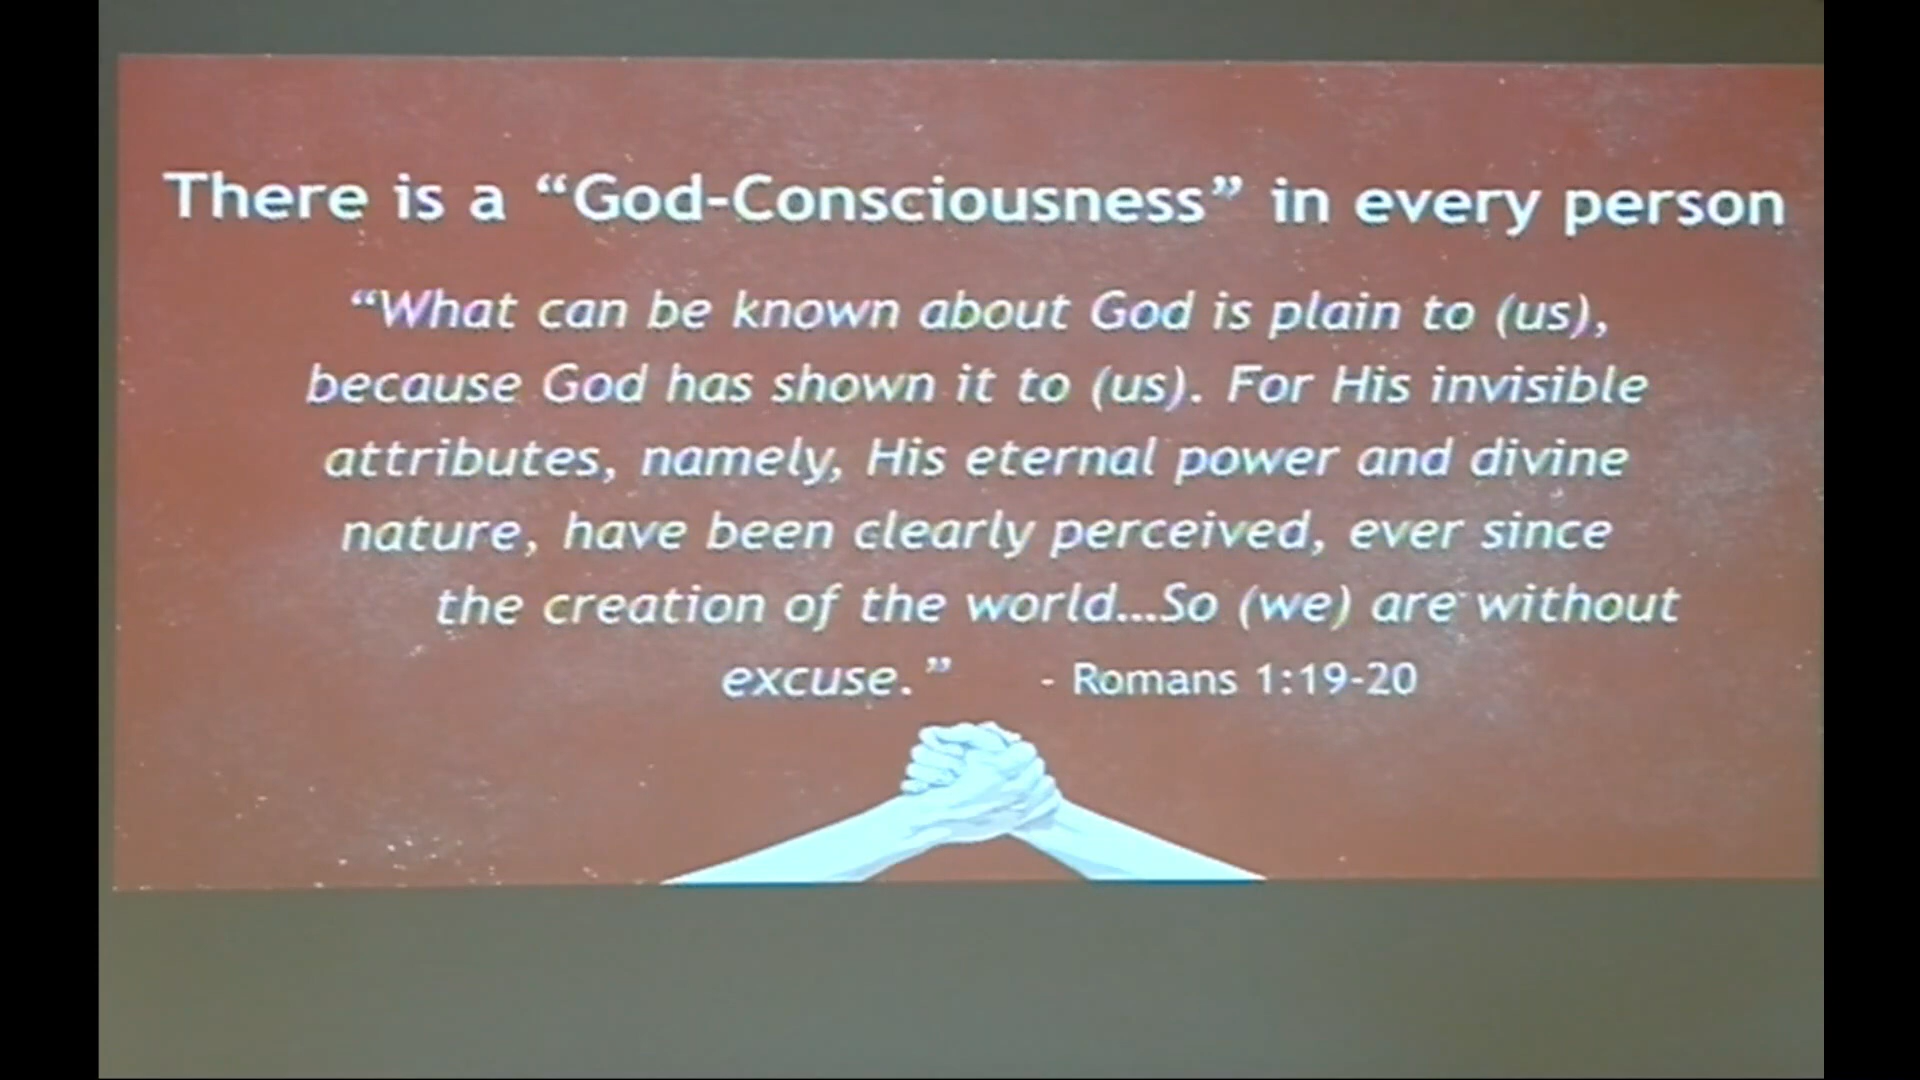 There is a “God-Consciousness” in every person
“What can be known about God is plain to (us),
because God has shown it to (us). For His invisible
attributes, namely, His eternal power and divine
nature, have been clearly perceived, ever since
the creation of the world...So (we) are without
excuse.” - Romans 1:19-20